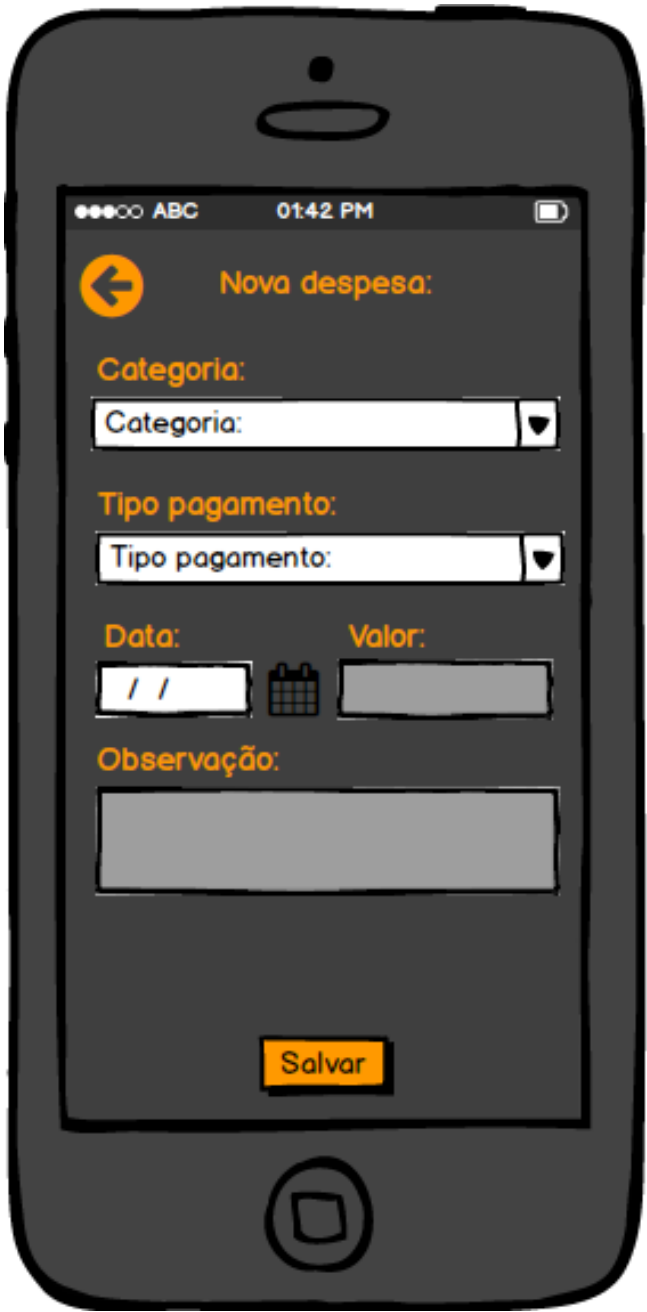 ABC 01:42 PM
Nova despesa:
Categoria:
Categoria:
Tipo pagamento:
Tipo pagamento:
Data: Valor:
/ /
Observação:
Salvar